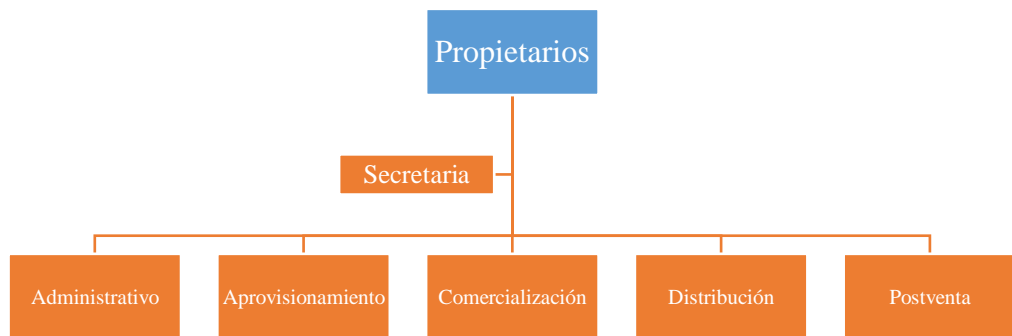 Propietarios
Secretaria
Administrativo
Aprovisionamiento
Comercialización
Distribución
Postventa